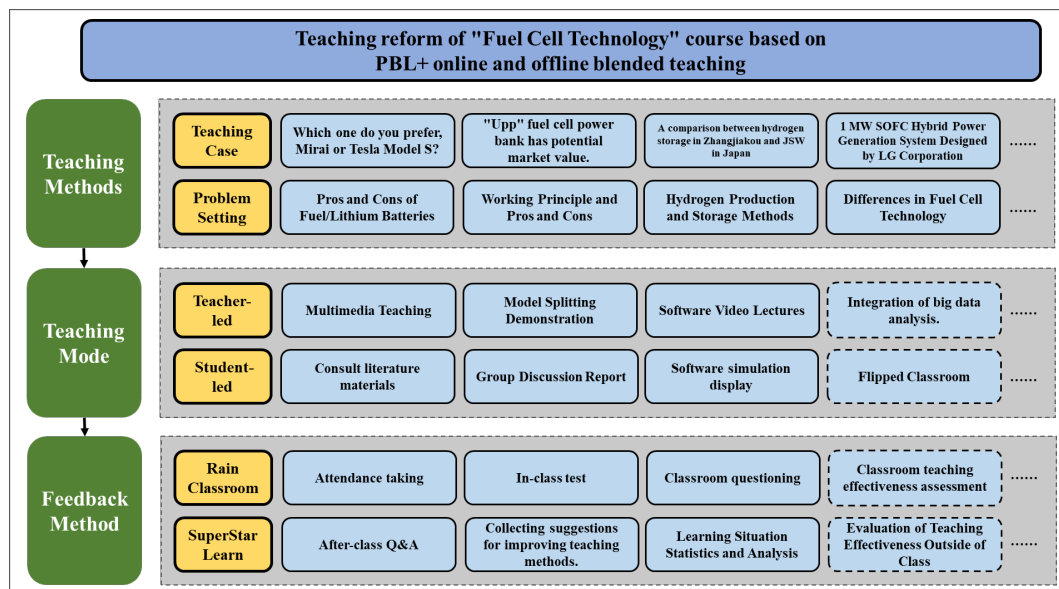 Teaching reform of "Fuel Cell Technology" course based on
PBL+ online and offline blended teaching
Teaching
Methods
Teaching
Case
Which one do you prefer,
Mirai or Tesla Model S?
"Upp" fuel cell power
bank has potential
market value.
A comparison between hydrogen
storage in Zhangjiakou and JSW
in Japan
1 MW SOFC Hybrid Power
Generation System Designed
by LG Corporation
......
Problem
Setting
Pros and Cons of
Fuel/Lithium Batteries
Working Principle and
Pros and Cons
Hydrogen Production
and Storage Methods
Differences in Fuel Cell
Technology
......
Teaching
Mode
Teacher-
led
Multimedia Teaching
Model Splitting
Demonstration
Software Video Lectures
Integration of big data
analysis.
......
Student-
led
Consult literature
materials
Group Discussion Report
Software simulation
display
Flipped Classroom
......
Feedback
Method
Rain
Classroom
Attendance taking
In-class test
Classroom questioning
Classroom teaching
effectiveness assessment
......
SuperStar
Learn
After-class Q&A
Collecting suggestions
for improving teaching
methods.
Learning Situation
Statistics and Analysis
Evaluation of Teaching
Effectiveness Outside of
Class
......